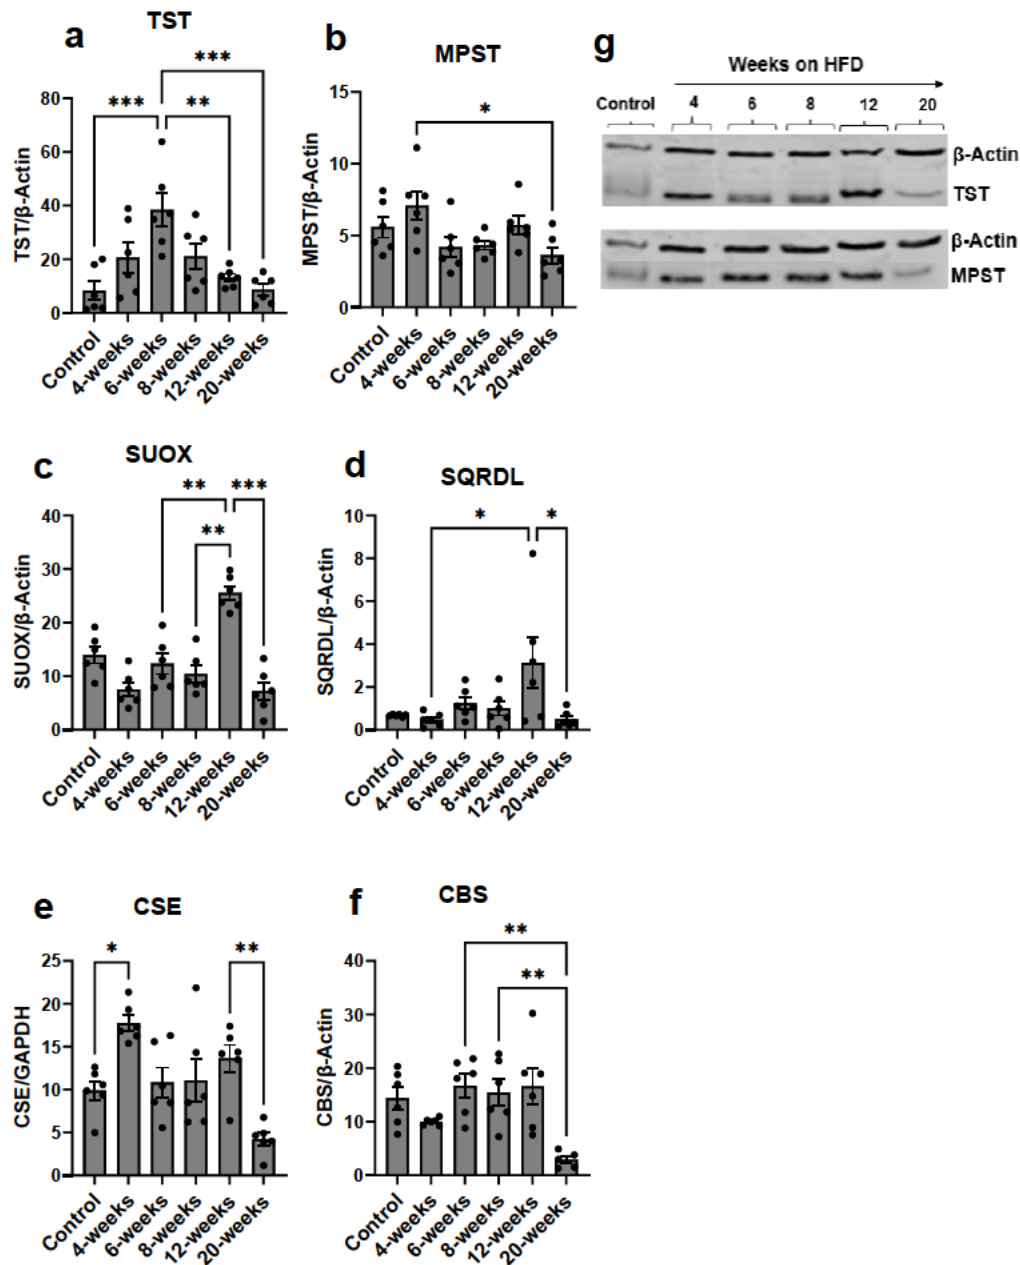 a
TST
***
***
**
TST/β-Actin
80
60
40
20
0
Control
4-weeks
6-weeks
8-weeks
12-weeks
20-weeks
b
MPST
*
MPST/β-Actin
15
10
5
0
Control
4-weeks
6-weeks
8-weeks
12-weeks
20-weeks
g
Weeks on HFD
Control
4
6
8
12
20
β-Actin
TST
β-Actin
MPST
c
SUOX
**
***
**
SUOX/β-Actin
40
30
20
10
0
Control
4-weeks
6-weeks
8-weeks
12-weeks
20-weeks
d
SQRDL
*
*
SQRDL/β-Actin
10
8
6
4
2
0
Control
4-weeks
6-weeks
8-weeks
12-weeks
20-weeks
e
CSE
*
**
CSE/GAPDH
25
20
15
10
5
0
Control
4-weeks
6-weeks
8-weeks
12-weeks
20-weeks
f
CBS
**
**
CBS/β-Actin
40
30
20
10
0
Control
4-weeks
6-weeks
8-weeks
12-weeks
20-weeks